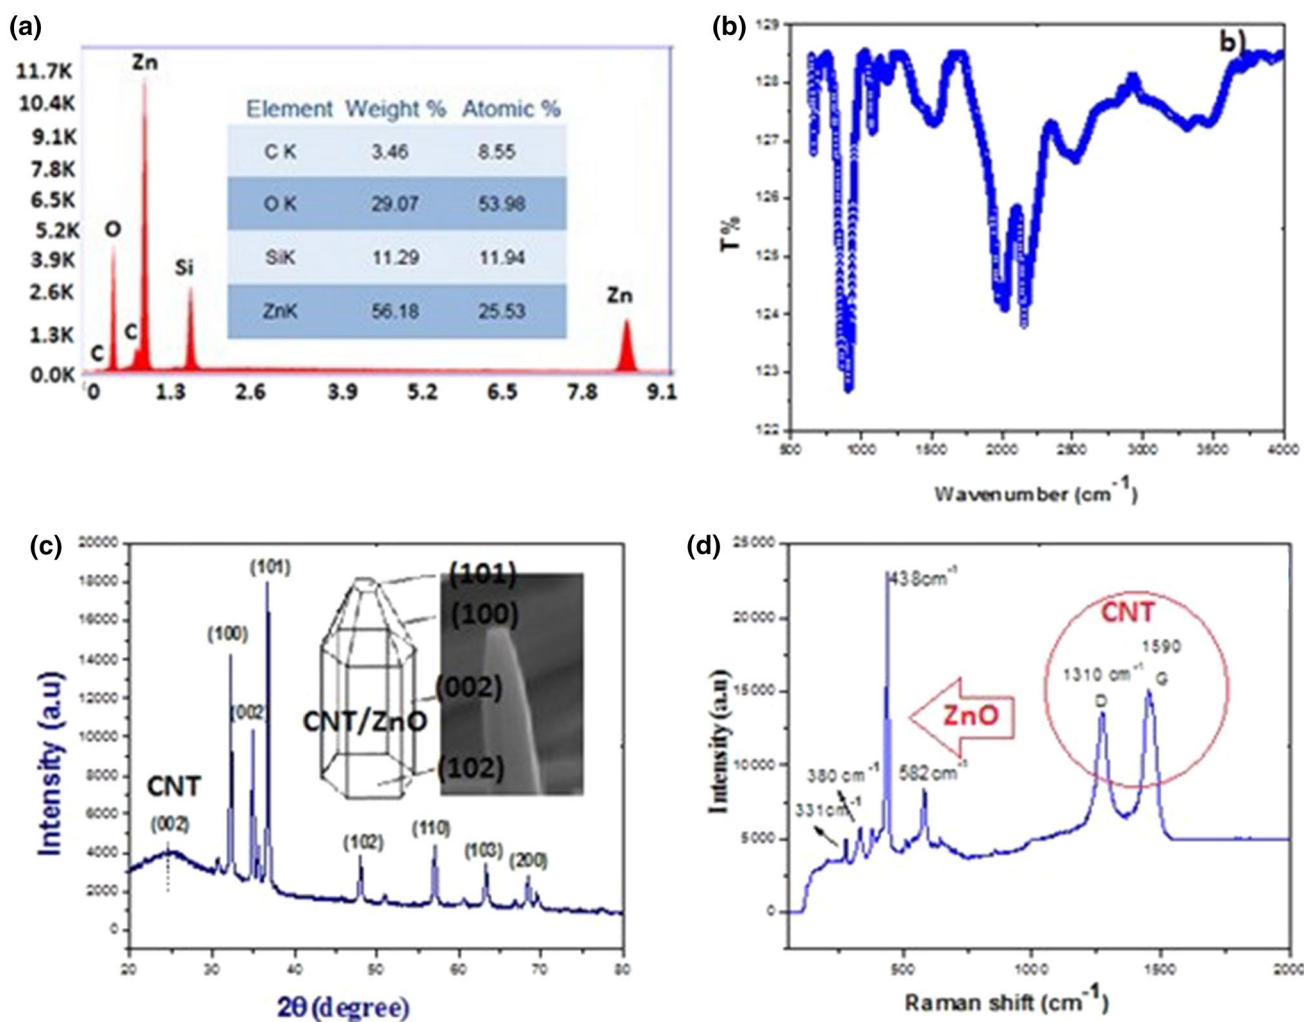 (a)
Zn
11.7K
10.4K
9.1K
7.8K
6.5K
5.2K
3.9K
2.6K
1.3K
0.0K
O
C
C
Si
Zn
Element Weight % Atomic %
C K 3.46 8.55
O K 29.07 53.98
SiK 11.29 11.94
ZnK 56.18 25.53
0 1.3 2.6 3.9 5.2 6.5 7.8 9.1
(b)
b)
129
128
127
126
125
124
123
122
T%
500 1000 1500 2000 2500 3000 3500 4000
Wavenumber (cm-1)
(c)
20000
18000
16000
14000
12000
10000
8000
6000
4000
2000
0
Intensity (a.u)
CNT
(002)
(100)
(002
(101)
(102)
(110)
(103)
(200)
(101)
(100)
(002)
(102)
CNT/ZnO
20 30 40 50 60 70 80
2θ (degree)
(d)
25000
20000
15000
10000
5000
0
Intensity (a.u)
331cm-1
380 cm-1
438cm-1
582cm-1
ZnO
CNT
1590
1310 cm-1
D
G
500 1000 1500 2000
Raman shift (cm-1)